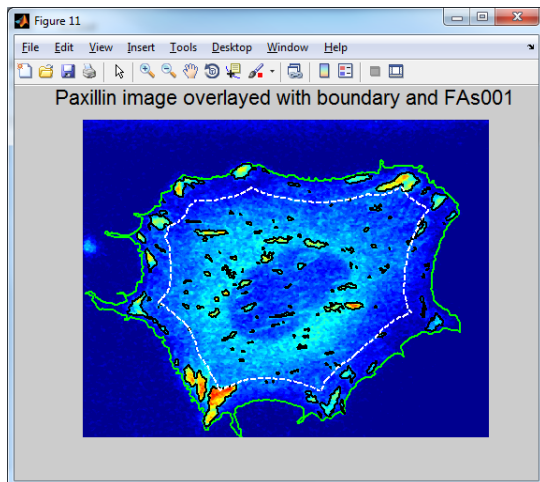 Figure 11
File Edit View Insert Tools Desktop Window Help
Paxillin image overlayed with boundary and FAs001